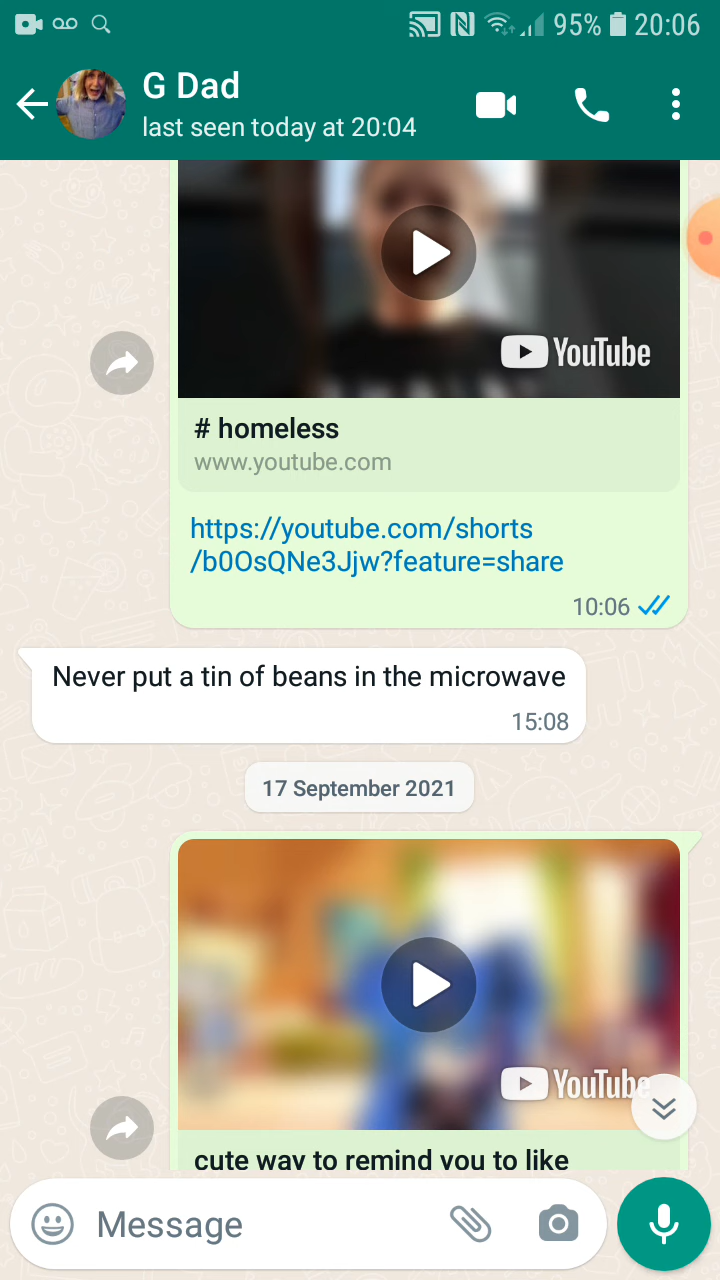 95% 20:06
G Dad
last seen today at 20:04
YouTube
# homeless
www.youtube.com
https://youtube.com/shorts
/b0OsQNe3Jjw?feature=share
10:06
Never put a tin of beans in the microwave
15:08
17 September 2021
YouTube
cute way to remind you to like
Message